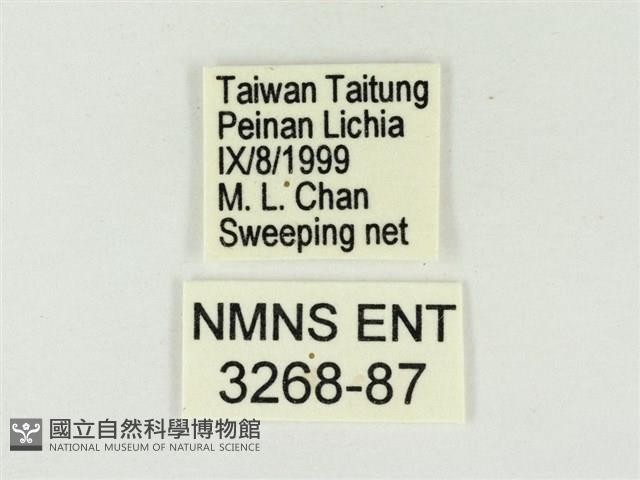 Taiwan Taitung
Peinan Lichia
IX/8/1999
M. L. Chan
Sweeping net
NMNS ENT
3268-87
國立自然科學博物館
NATIONAL MUSEUM OF NATURAL SCIENCE